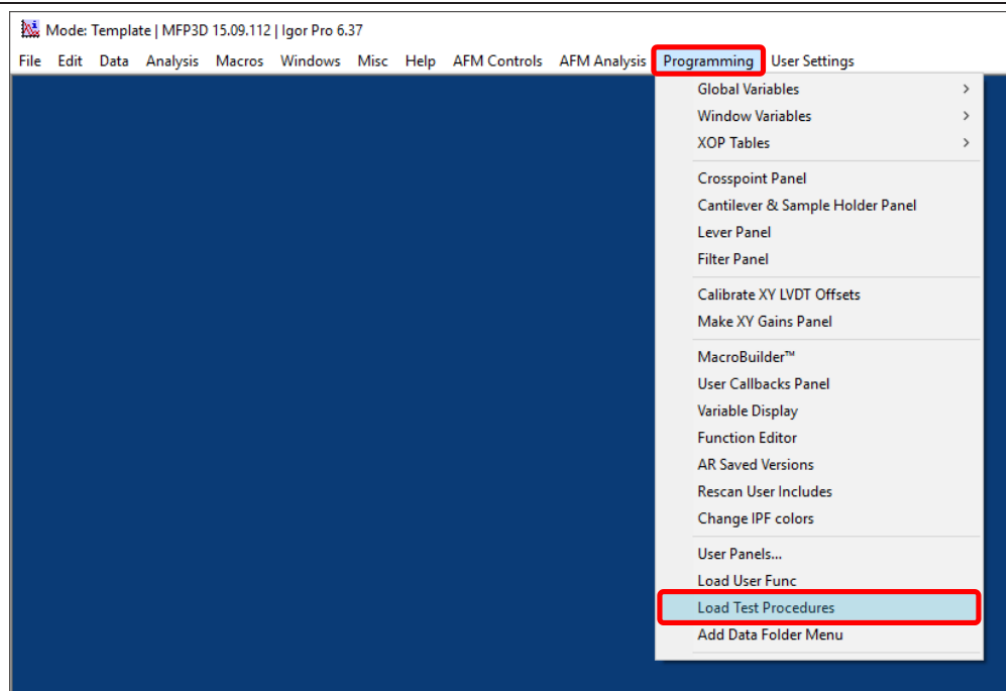 Mode: Template | MFP3D 15.09.112 | Igor Pro 6.37
File Edit Data Analysis Macros Windows Misc Help AFM Controls AFM Analysis Programming User Settings
Global Variables >
Window Variables >
XOP Tables >
Crosspoint Panel
Cantilever & Sample Holder Panel
Lever Panel
Filter Panel
Calibrate XY LVDT Offsets
Make XY Gains Panel
MacroBuilder™
User Callbacks Panel
Variable Display
Function Editor
AR Saved Versions
Rescan User Includes
Change IPF colors
User Panels...
Load User Func
Load Test Procedures
Add Data Folder Menu